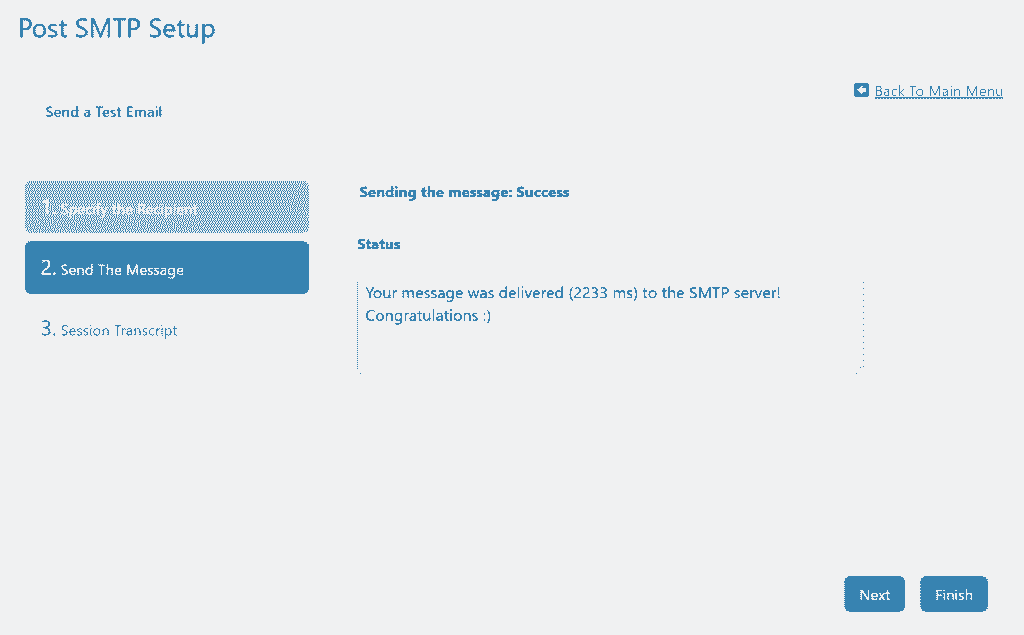 Post SMTP Setup
Back To Main Menu
Send a Test Email
1. Specify the Recipient
2. Send The Message
3. Session Transcript
Sending the message: Success
Status
Your message was delivered (2233 ms) to the SMTP server!
Congratulations :)
Next
Finish